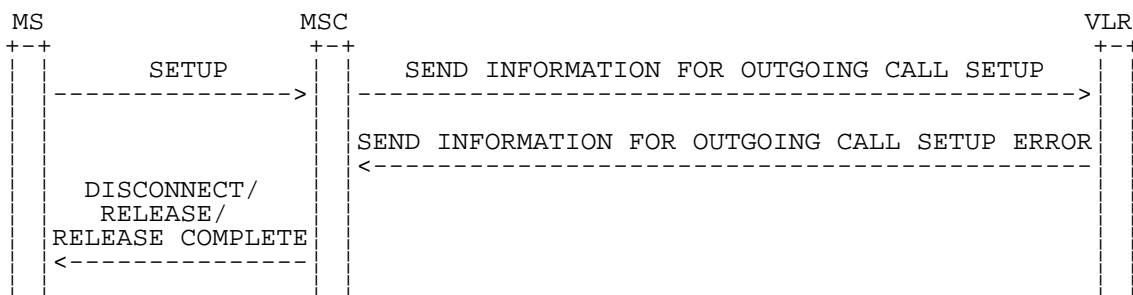 MS MSC VLR
SETUP SEND INFORMATION FOR OUTGOING CALL SETUP
SEND INFORMATION FOR OUTGOING CALL SETUP ERROR
DISCONNECT/
RELEASE/
RELEASE COMPLETE